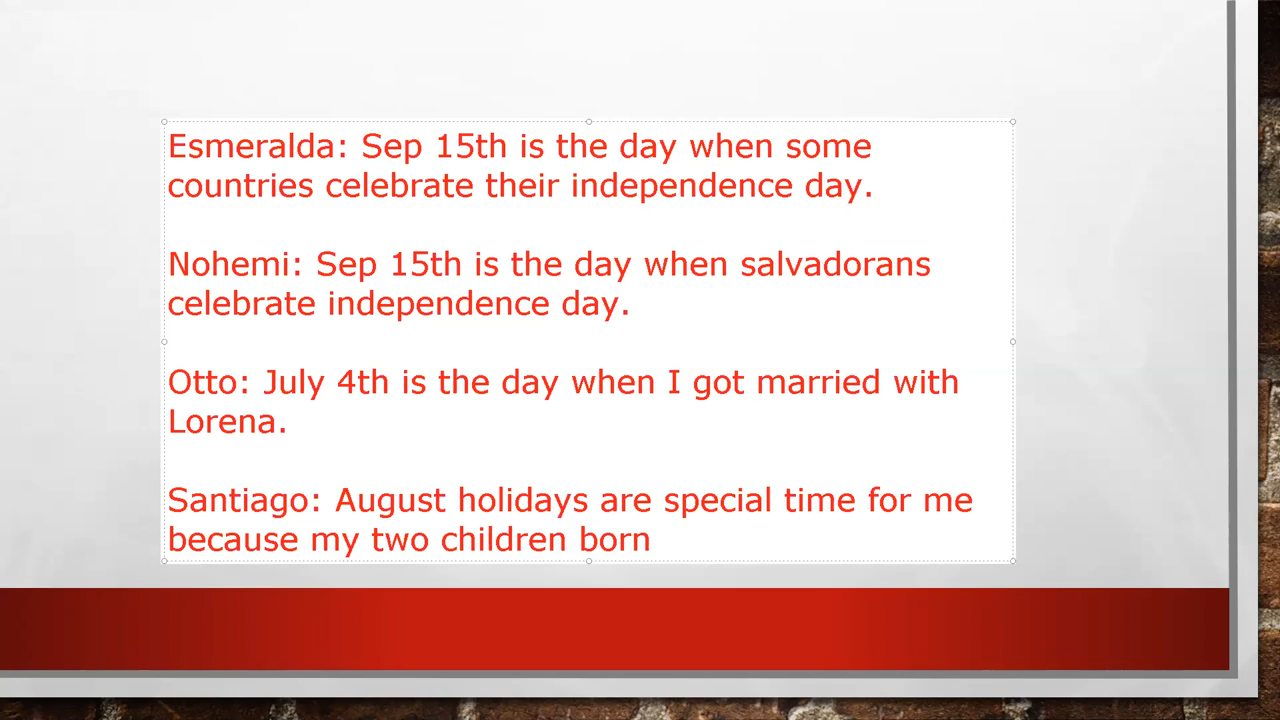 Esmeralda: Sep 15th is the day when some
countries celebrate their independence day.
Nohemi: Sep 15th is the day when salvadorans
celebrate independence day.
Otto: July 4th is the day when I got married with
Lorena.
Santiago: August holidays are special time for me
because my two children born